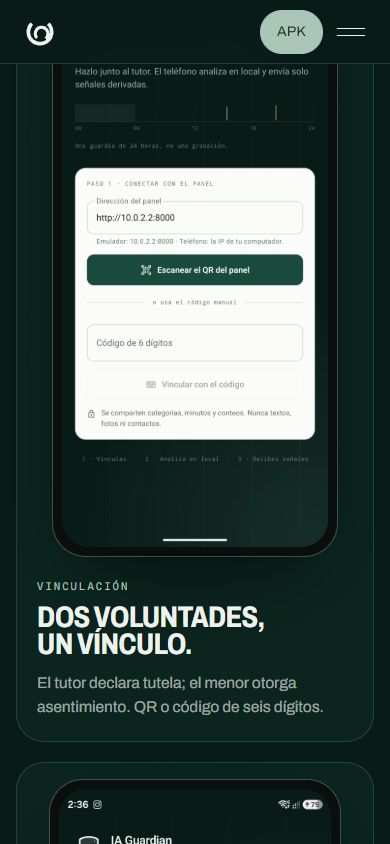 APK
Hazlo junto al tutor. El teléfono analiza en local y envía solo
señales derivadas.
00 06 12 18 24
Una guardia de 24 horas, no una grabación.
PASO 1 · CONECTAR CON EL PANEL
Dirección del panel
http://10.0.2.2:8000
Emulador: 10.0.2.2:8000 · Teléfono: la IP de tu computador.
Escanear el QR del panel
o usa el código manual
Código de 6 dígitos
Vincular con el código
Se comparten categorías, minutos y conteos. Nunca textos,
fotos ni contactos.
1 · Vinculas · 2 · Analiza en local · 3 · Recibes señales
VINCULACIÓN
DOS VOLUNTADES,
UN VÍNCULO.
El tutor declara tutela; el menor otorga
asentimiento. QR o código de seis dígitos.
2:36 75
IA Guardian